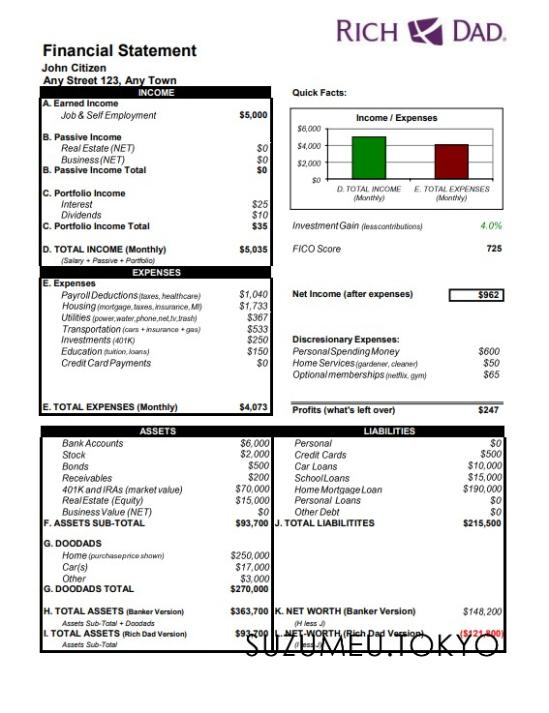 RICH DAD.
Financial Statement
John Citizen
Any Street 123, Any Town
INCOME
A. Earned Income
Job & Self Employment $5,000
B. Passive Income
Real Estate (NET) $0
Business (NET) $0
B. Passive Income Total $0
C. Portfolio Income
Interest $25
Dividends $10
C. Portfolio Income Total $35
D. TOTAL INCOME (Monthly) $5,035
(Salary + Passive + Portfolio)
EXPENSES
E. Expenses
Payroll Deductions (taxes, healthcare) $1,040
Housing (mortgage, taxes, insurance, MI) $1,733
Utilities (power,water,phone,net,tv,trash) $367
Transportation (cars + insurance + gas) $533
Investments (401K) $250
Education (tuition, loans) $150
Credit Card Payments $0
E. TOTAL EXPENSES (Monthly) $4,073
Quick Facts:
Income / Expenses
$6,000
$4,000
$2,000
$0
D. TOTAL INCOME (Monthly)
E. TOTAL EXPENSES (Monthly)
Investment Gain (less contributions) 4.0%
FICO Score 725
Net Income (after expenses) $962
Discresionary Expenses:
Personal Spending Money $600
Home Services (gardener, cleaner) $50
Optional memberships (netflix, gym) $65
Profits (what's left over) $247
ASSETS
Bank Accounts $6,000
Stock $2,000
Bonds $500
Receivables $200
401K and IRAs (market value) $70,000
Real Estate (Equity) $15,000
Business Value (NET) $0
F. ASSETS SUB-TOTAL $93,700
G. DOODADS
Home (purchase price shown) $250,000
Car(s) $17,000
Other $3,000
G. DOODADS TOTAL $270,000
H. TOTAL ASSETS (Banker Version) $363,700
Assets Sub-Total + Doodads
I. TOTAL ASSETS (Rich Dad Version) $93,700
Assets Sub-Total
LIABILITIES
Personal $0
Credit Cards $500
Car Loans $10,000
School Loans $15,000
Home Mortgage Loan $190,000
Personal Loans $0
Other Debt $0
J. TOTAL LIABILITITES $215,500
K. NET WORTH (Banker Version) $148,200
(H less J)
L. NET-WORTH (Rich Dad Version) ($121,800)
(I less J)
SUZUMEU.TOKYO